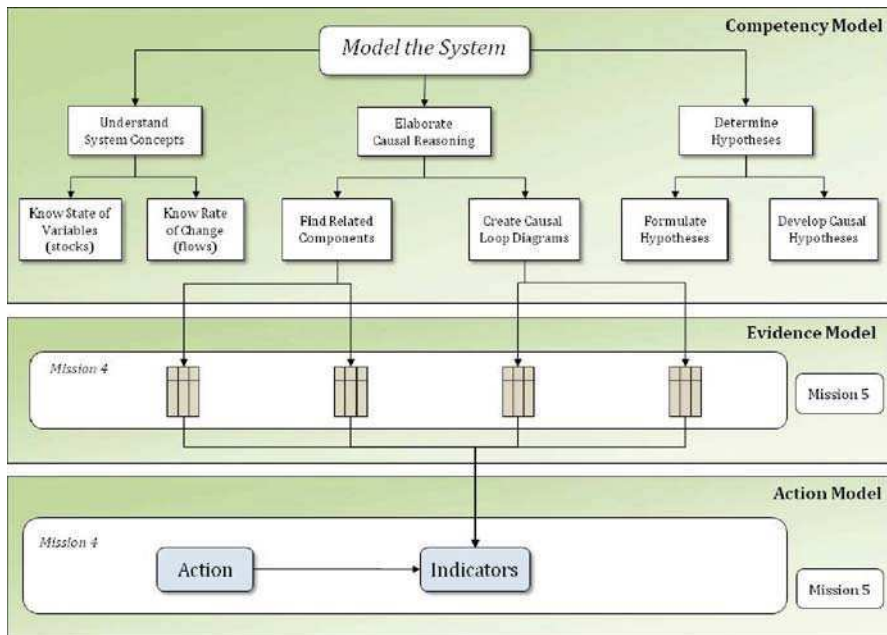 Competency Model
Model the System
Understand
System Concepts
Elaborate
Causal Reasoning
Determine
Hypotheses
Know State of
Variables
(stocks)
Know Rate
of Change
(flows)
Find Related
Components
Create Causal
Loop Diagrams
Formulate
Hypotheses
Develop Causal
Hypotheses
Evidence Model
Mission 4
Mission 5
Action Model
Mission 4
Action
Indicators
Mission 5